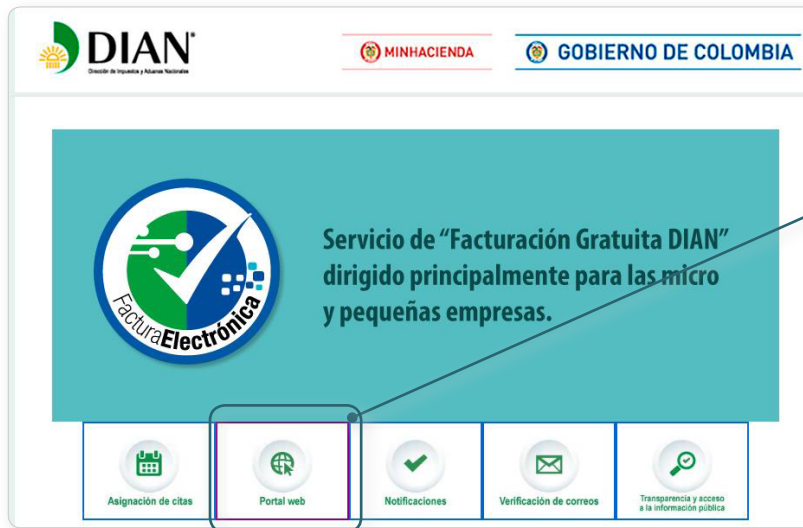 DIAN
Dirección de Impuestos y Aduanas Nacionales
MINHACIENDA
GOBIERNO DE COLOMBIA
FacturaElectrónica
Servicio de “Facturación Gratuita DIAN”
dirigido principalmente para las micro
y pequeñas empresas.
Asignación de citas
Portal web
Notificaciones
Verificación de correos
Transparencia y acceso
a la información pública